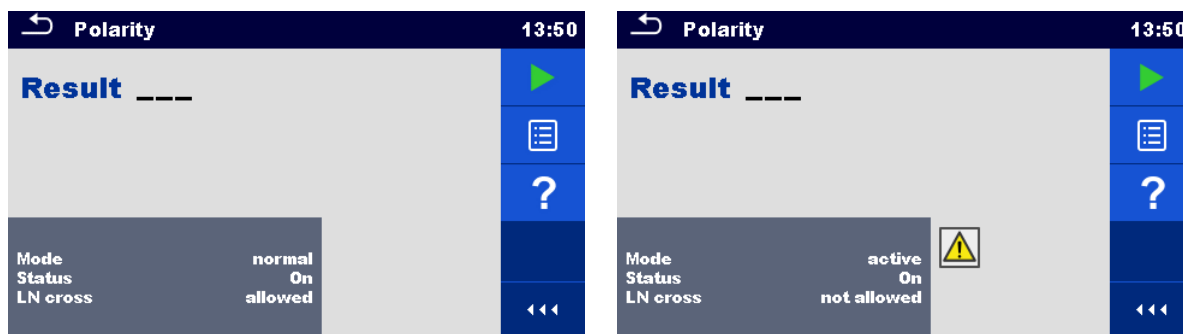 Polarity 13:50
Result ___
?
Mode normal
Status On
LN cross allowed
Polarity 13:50
Result ___
?
Mode active
Status On
LN cross not allowed